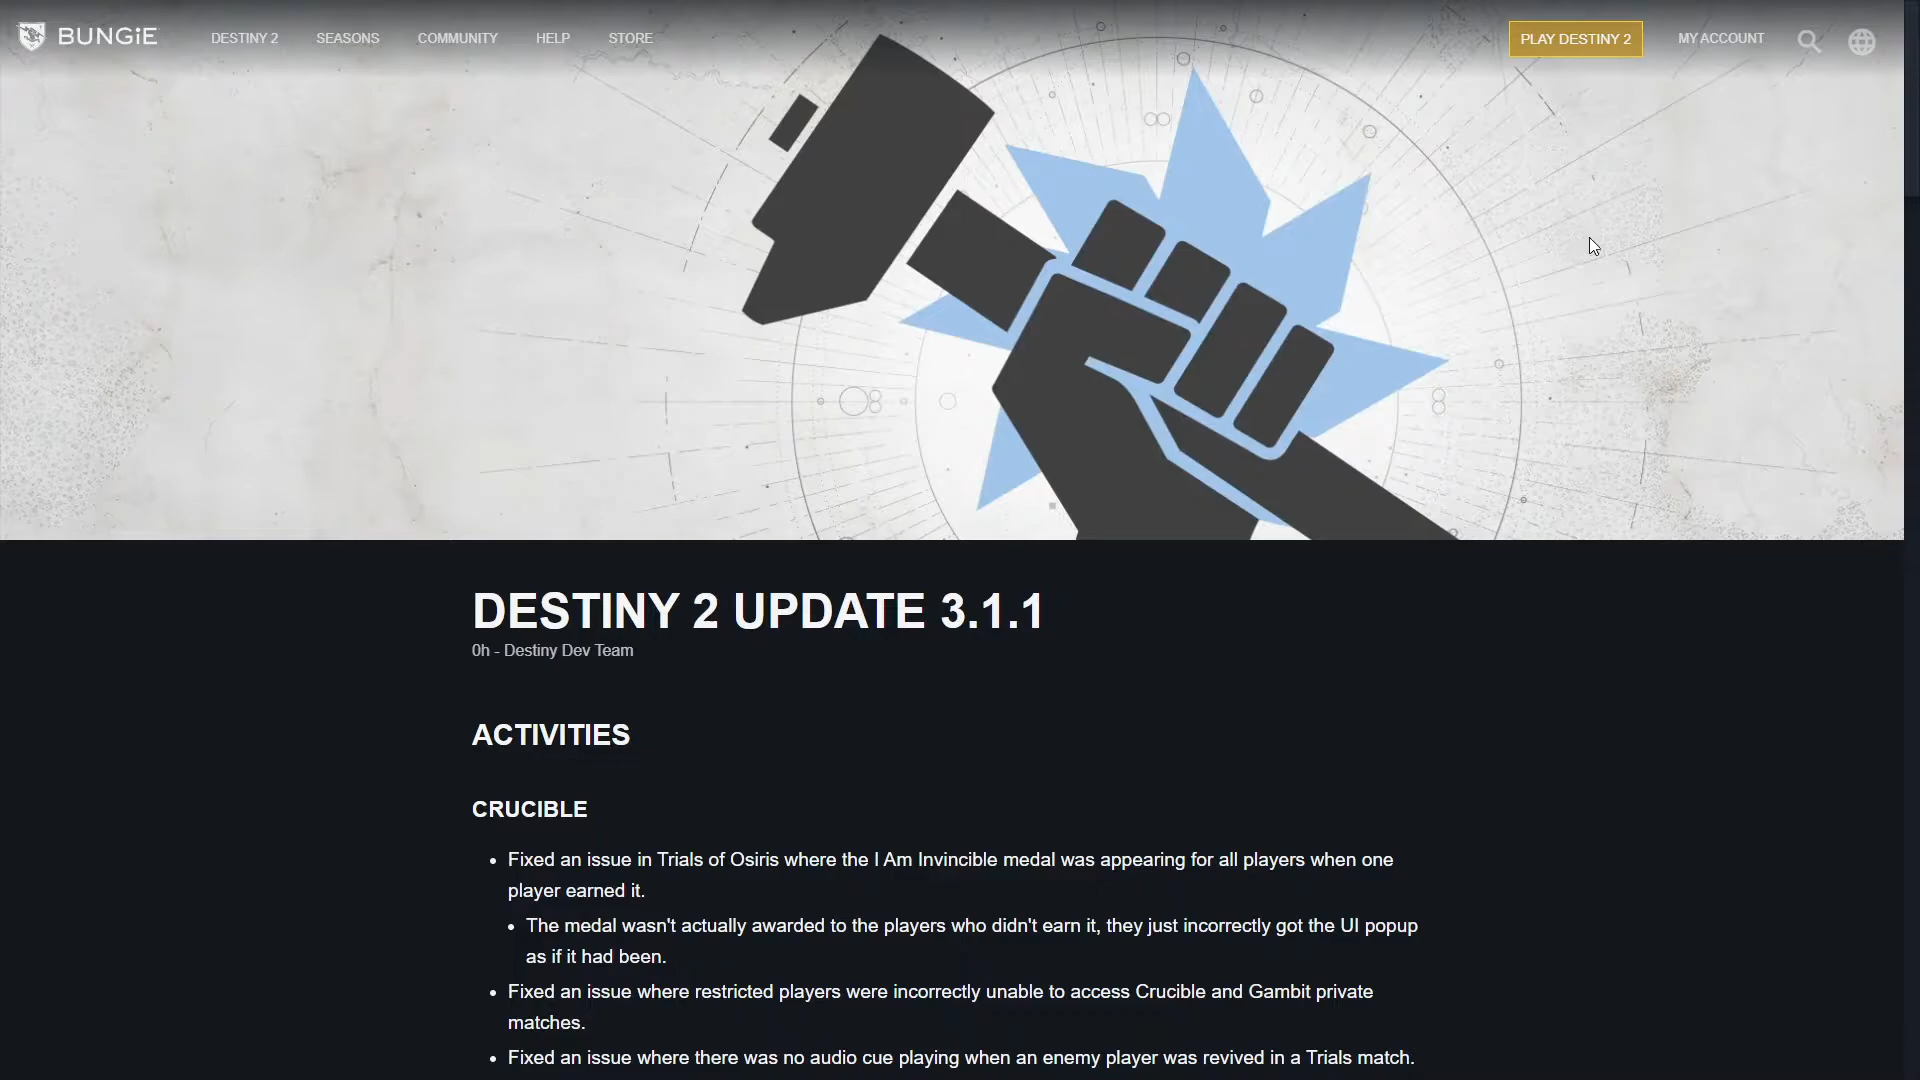 BUNGiE
DESTINY 2 SEASONS COMMUNITY HELP STORE PLAY DESTINY 2 MY ACCOUNT
DESTINY 2 UPDATE 3.1.1
0h - Destiny Dev Team
ACTIVITIES
CRUCIBLE
• Fixed an issue in Trials of Osiris where the I Am Invincible medal was appearing for all players when one
player earned it.
• The medal wasn't actually awarded to the players who didn't earn it, they just incorrectly got the UI popup
as if it had been.
• Fixed an issue where restricted players were incorrectly unable to access Crucible and Gambit private
matches.
• Fixed an issue where there was no audio cue playing when an enemy player was revived in a Trials match.